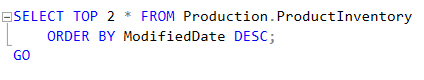 SELECT TOP 2 * FROM Production.ProductInventory
ORDER BY ModifiedDate DESC;
GO